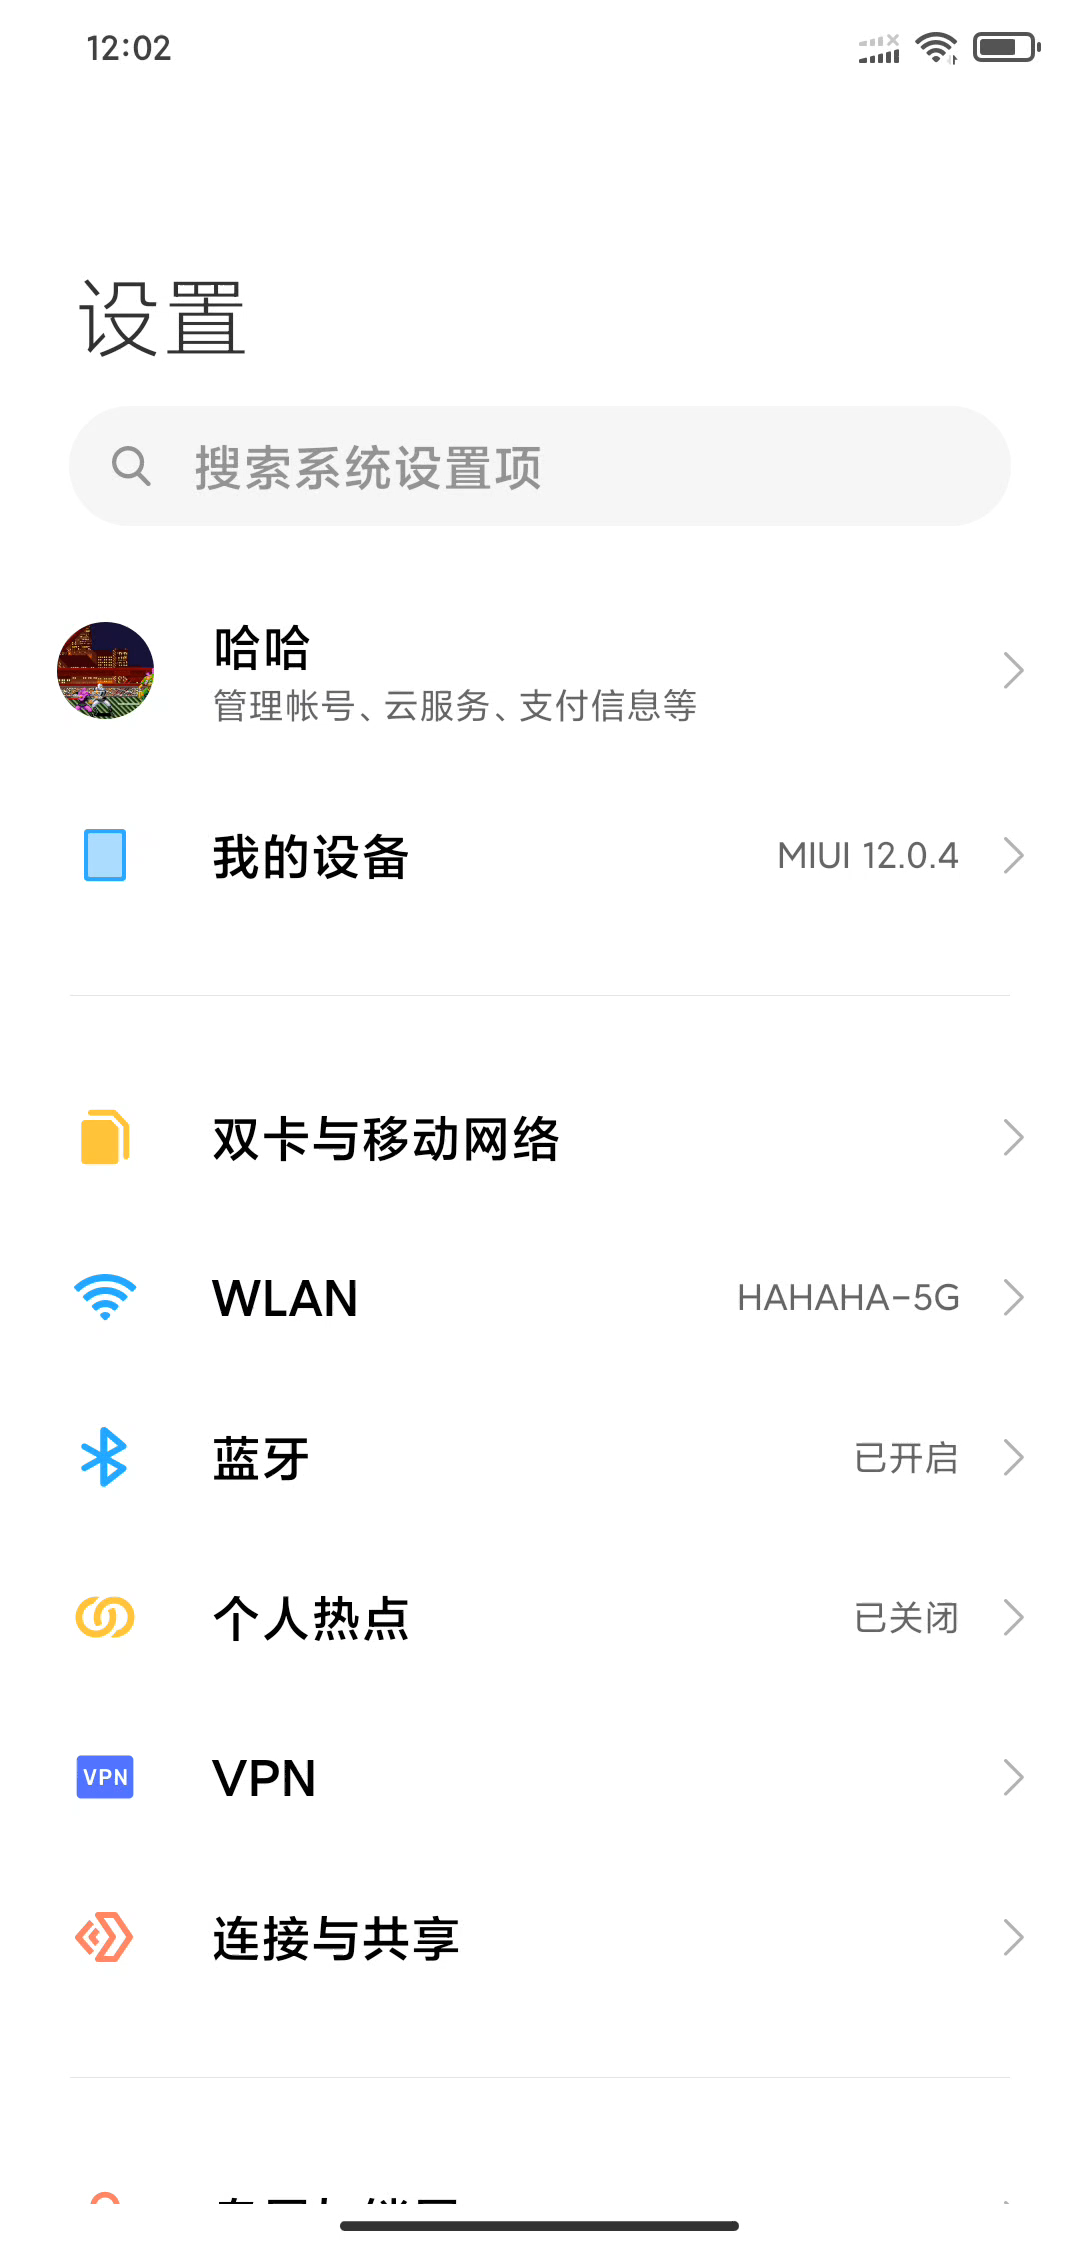 12:02
设置
搜索系统设置项
哈哈
管理帐号、云服务、支付信息等
我的设备
MIUI 12.0.4
双卡与移动网络
WLAN
HAHAHA-5G
蓝牙
已开启
个人热点
已关闭
VPN
VPN
连接与共享